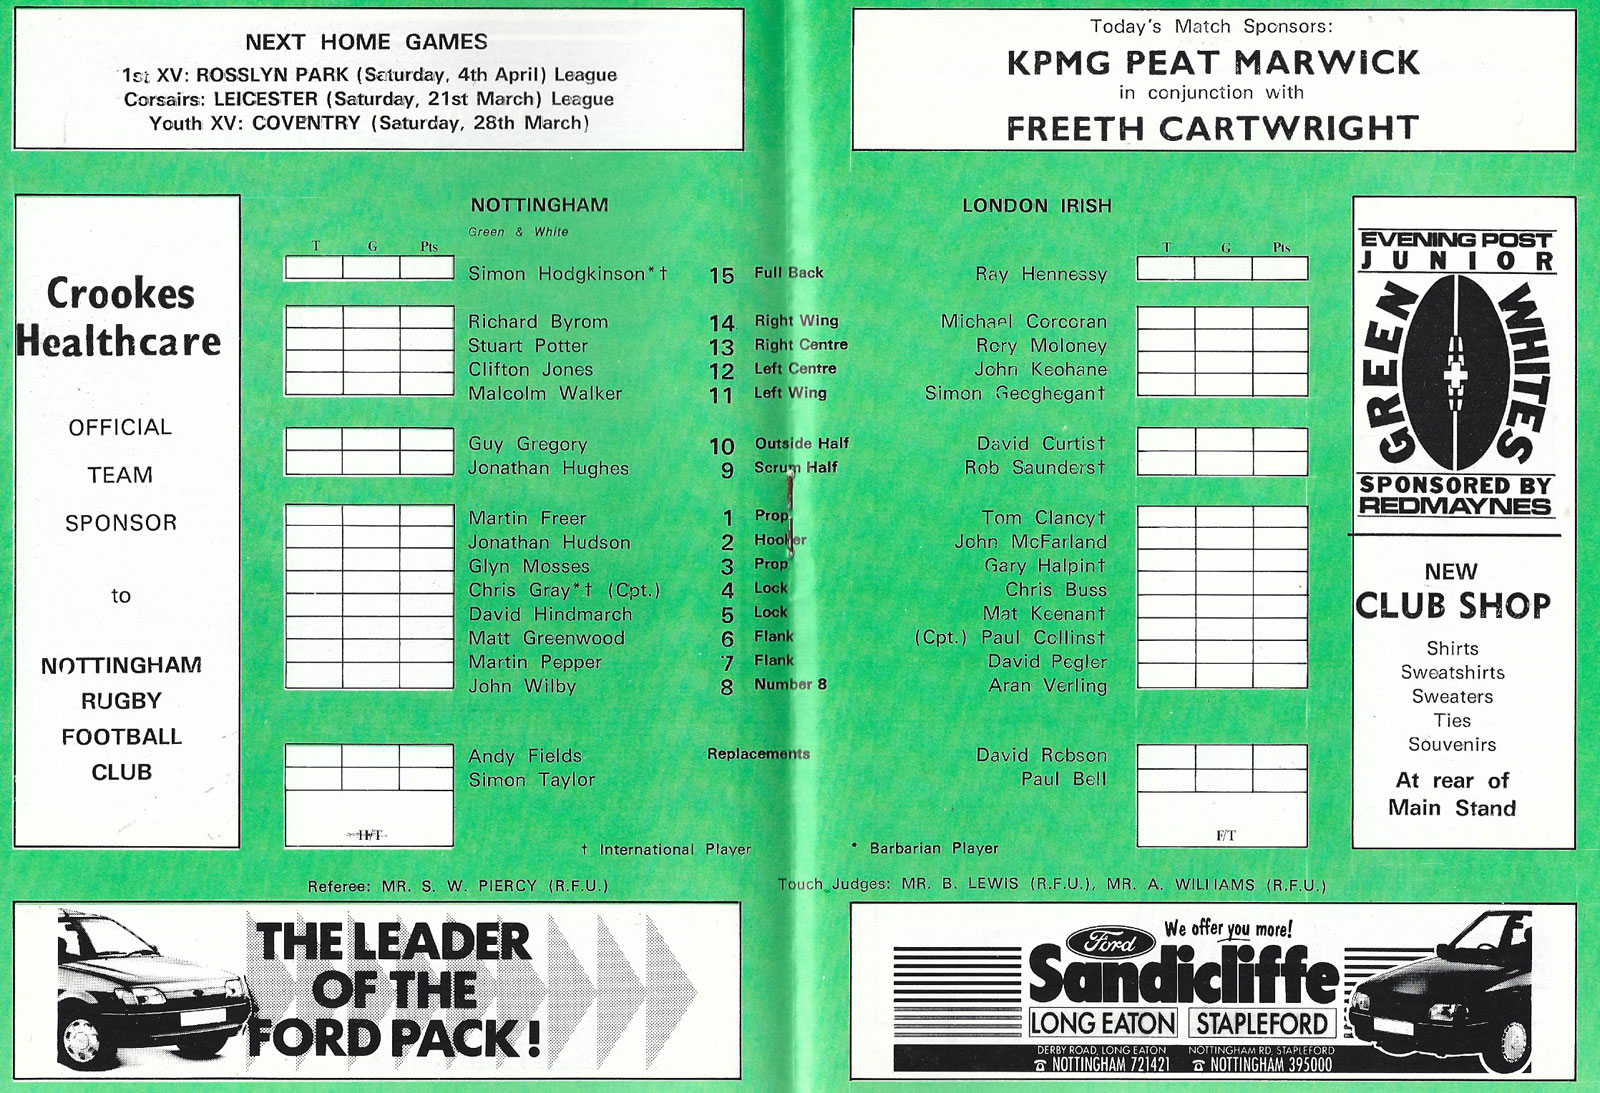 NEXT HOME GAMES
1st XV: ROSSLYN PARK (Saturday, 4th April) League
Corsairs: LEICESTER (Saturday, 21st March) League
Youth XV: COVENTRY (Saturday, 28th March)
Today's Match Sponsors:
KPMG PEAT MARWICK
in conjunction with
FREETH CARTWRIGHT
Crookes
Healthcare
OFFICIAL
TEAM
SPONSOR
to
NOTTINGHAM
RUGBY
FOOTBALL
CLUB
NOTTINGHAM
Green & White
LONDON IRISH
T G Pts
T G Pts
Simon Hodgkinson*† 15 Full Back Ray Hennessy
Richard Byrom 14 Right Wing Michael Corcoran
Stuart Potter 13 Right Centre Rory Moloney
Clifton Jones 12 Left Centre John Keohane
Malcolm Walker 11 Left Wing Simon Geoghegan†
Guy Gregory 10 Outside Half David Curtis†
Jonathan Hughes 9 Scrum Half Rob Saunders†
Martin Freer 1 Prop Tom Clancy†
Jonathan Hudson 2 Hooker John McFarland
Glyn Mosses 3 Prop Gary Halpin†
Chris Gray*† (Cpt.) 4 Lock Chris Buss
David Hindmarch 5 Lock Mat Keenan†
Matt Greenwood 6 Flank (Cpt.) Paul Collins†
Martin Pepper 7 Flank David Pegler
John Wilby 8 Number 8 Aran Verling
Andy Fields Replacements David Robson
Simon Taylor Paul Bell
H/T
F/T
† International Player * Barbarian Player
Referee: MR. S. W. PIERCY (R.F.U.) Touch Judges: MR. B. LEWIS (R.F.U.), MR. A. WILLIAMS (R.F.U.)
EVENING POST
JUNIOR
GREEN
WHITES
SPONSORED BY
REDMAYNES
NEW
CLUB SHOP
Shirts
Sweatshirts
Sweaters
Ties
Souvenirs
At rear of
Main Stand
THE LEADER
OF THE
FORD PACK!
Ford
We offer you more!
Sandicliffe
LONG EATON STAPLEFORD
DERBY ROAD, LONG EATON NOTTINGHAM RD, STAPLEFORD
☎ NOTTINGHAM 721421 ☎ NOTTINGHAM 395000